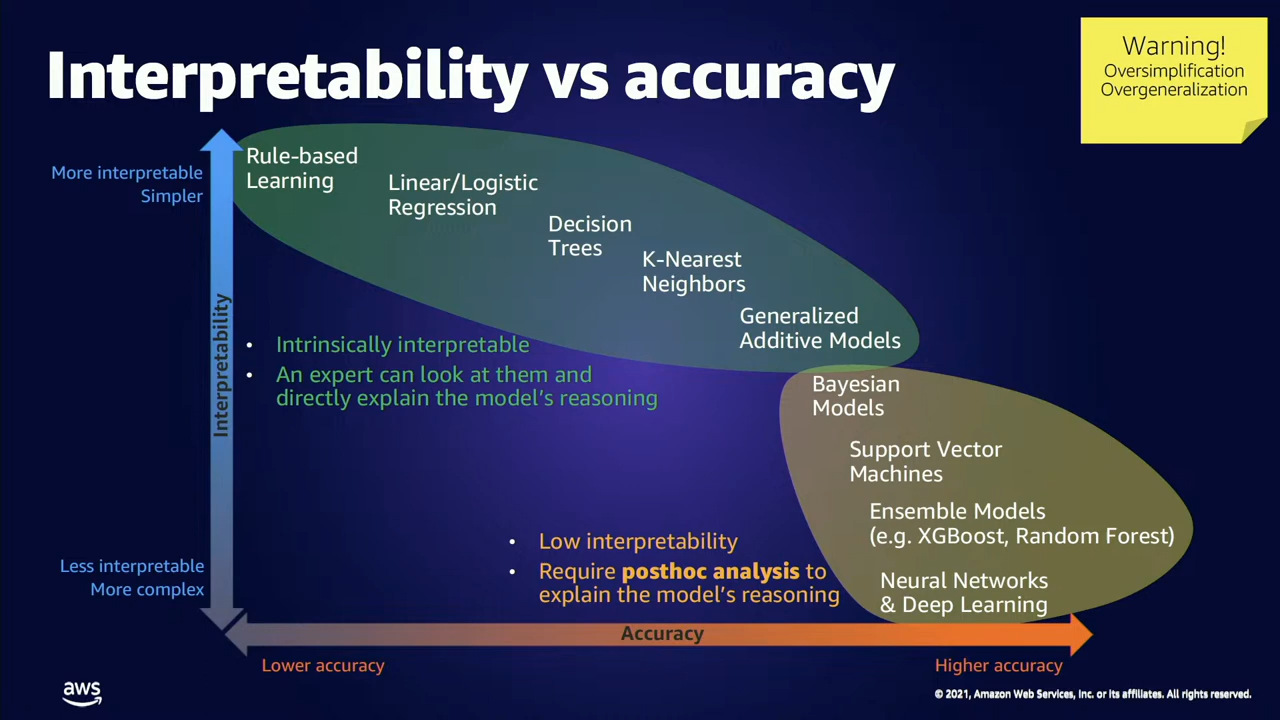 Interpretability vs accuracy
Warning!
Oversimplification
Overgeneralization
More interpretable
Simpler
Interpretability
Less interpretable
More complex
Rule-based
Learning
Linear/Logistic
Regression
Decision
Trees
K-Nearest
Neighbors
Generalized
Additive Models
• Intrinsically interpretable
• An expert can look at them and
directly explain the model's reasoning
Bayesian
Models
Support Vector
Machines
Ensemble Models
(e.g. XGBoost, Random Forest)
Neural Networks
& Deep Learning
• Low interpretability
• Require posthoc analysis to
explain the model's reasoning
Accuracy
Lower accuracy
Higher accuracy
aws
© 2021, Amazon Web Services, Inc. or its affiliates. All rights reserved.